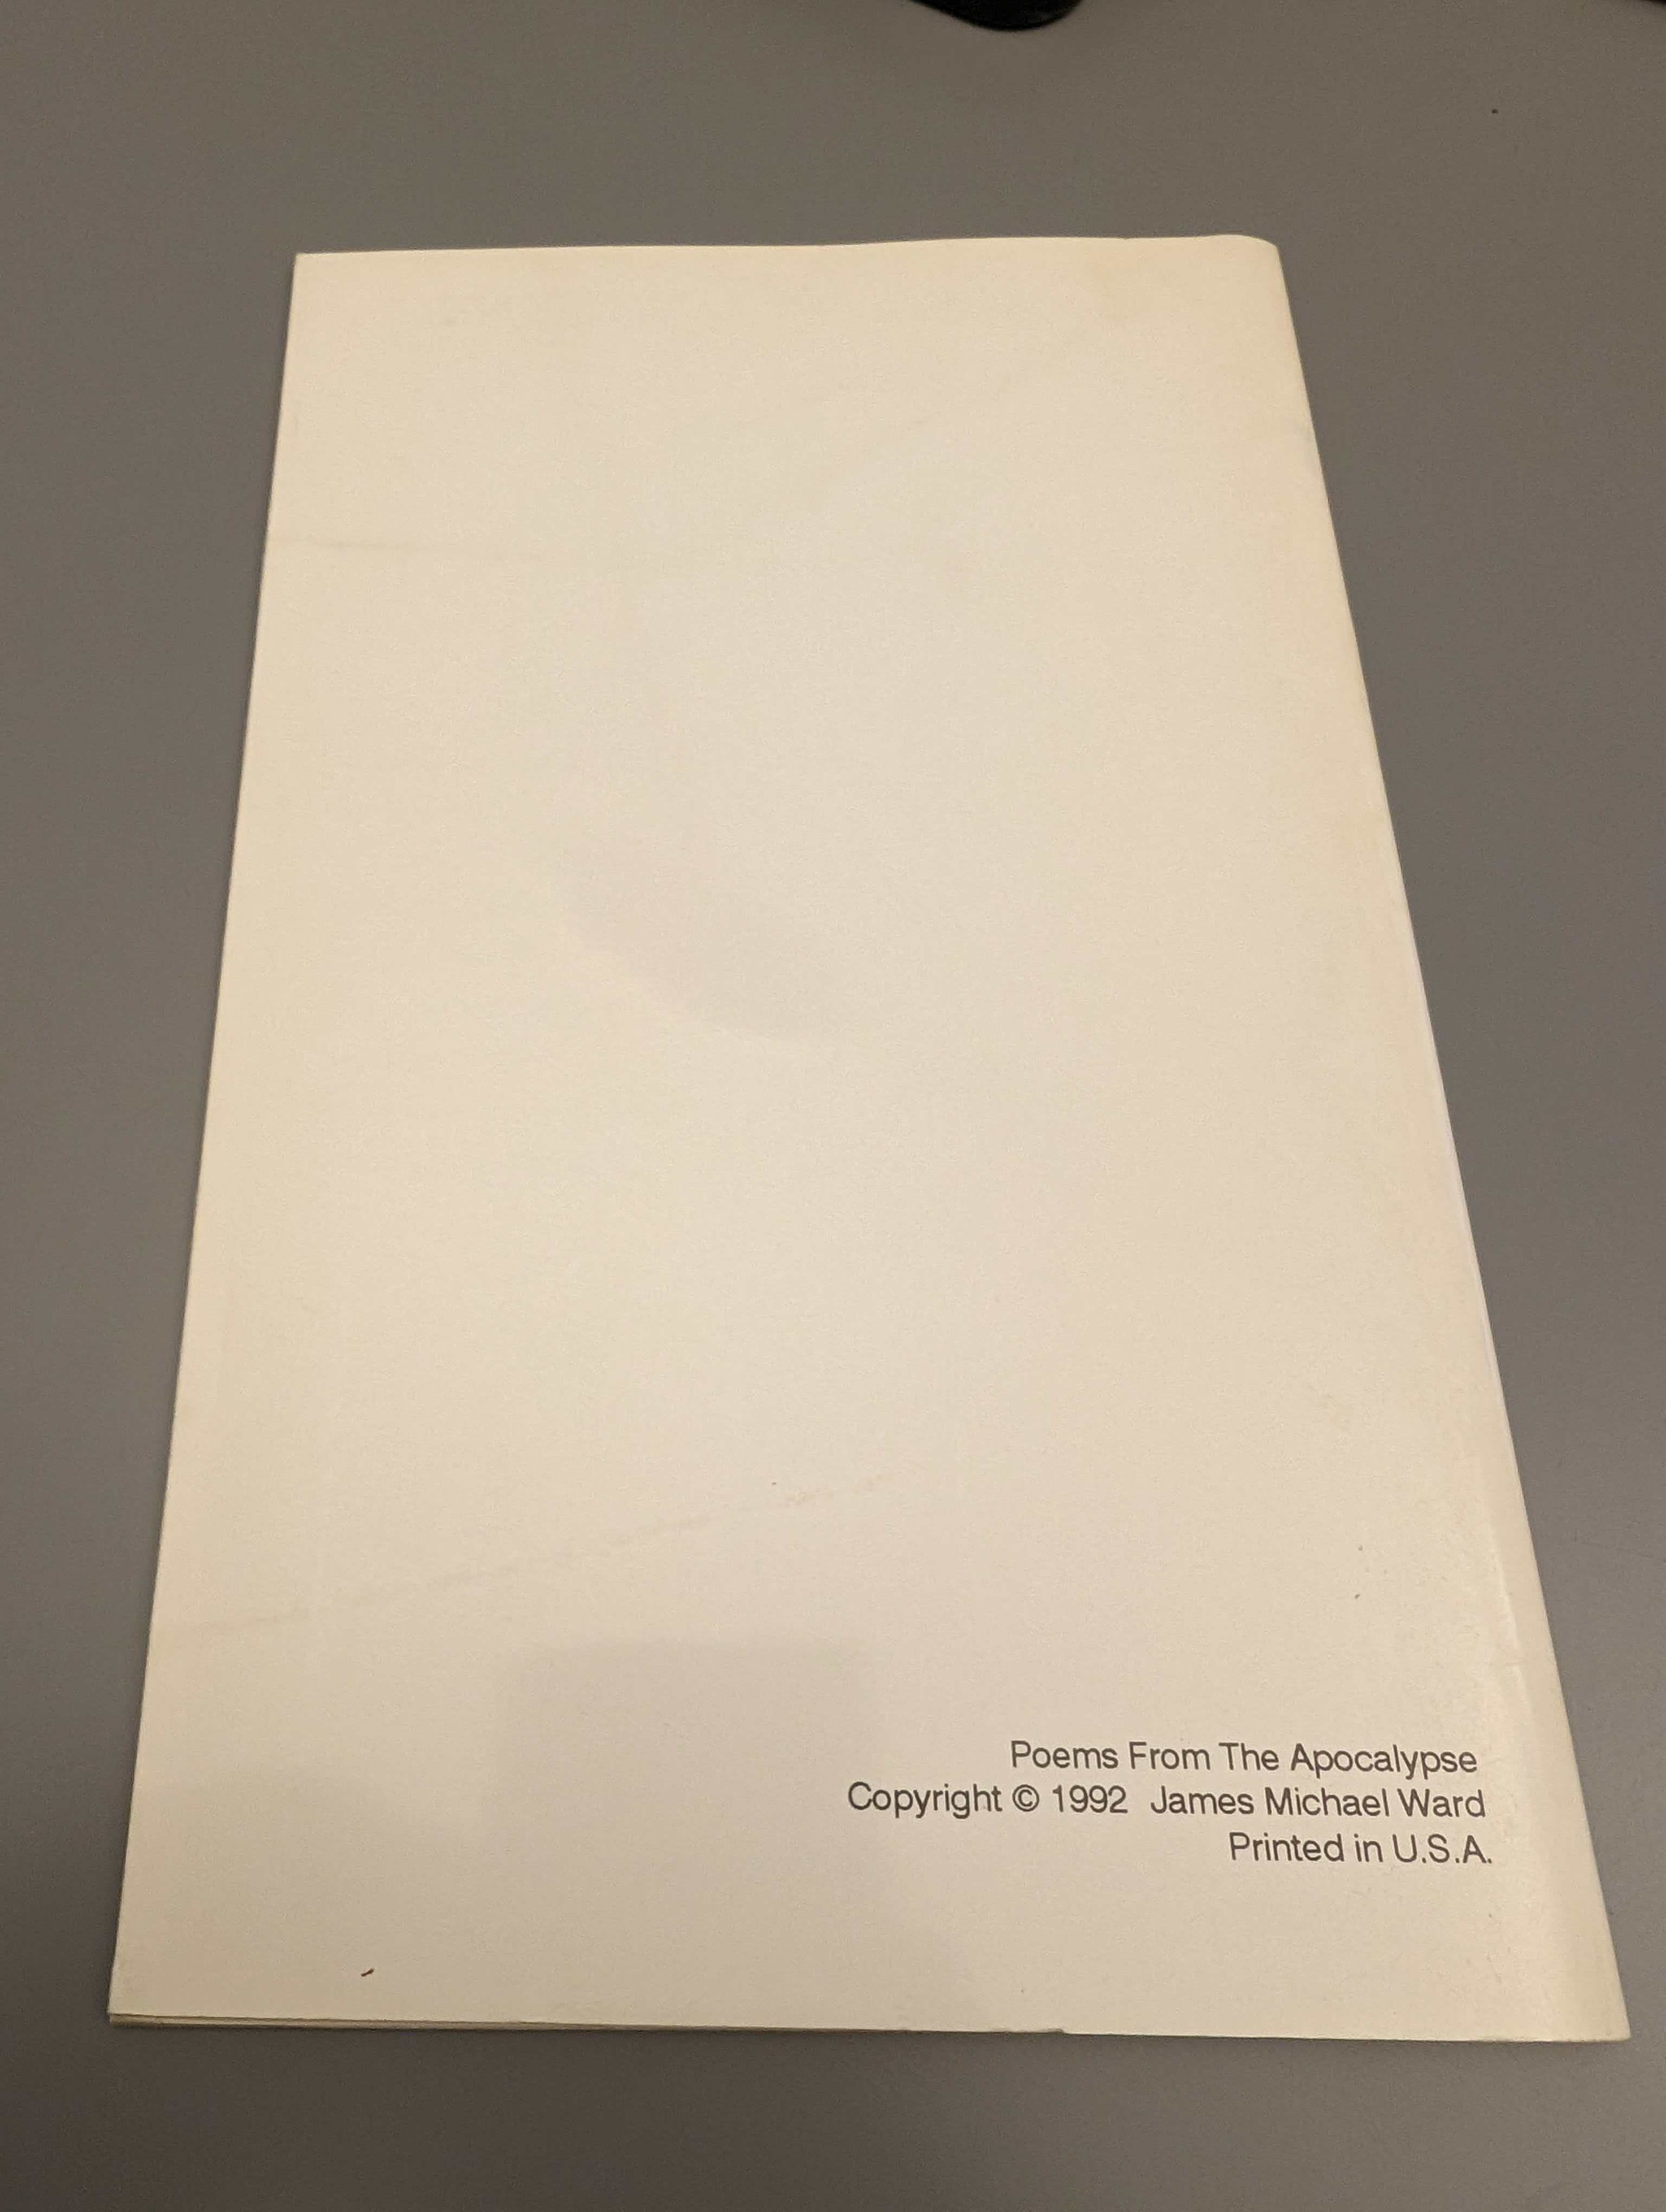 Poems From The Apocalypse
Copyright © 1992 James Michael Ward
Printed in U.S.A.